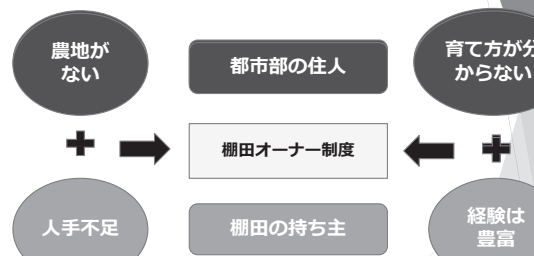 農地が
ない
都市部の住人
育て方が分
からない
棚田オーナー制度
人手不足
棚田の持ち主
経験は
豊富